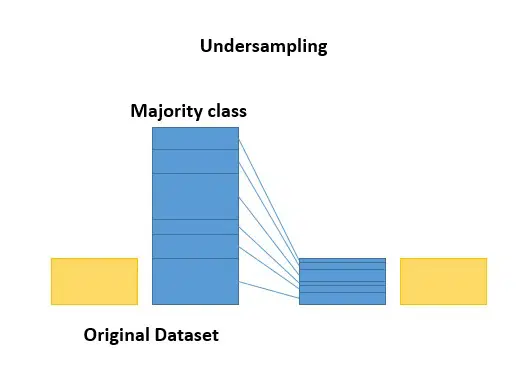 Undersampling
Majority class
Original Dataset